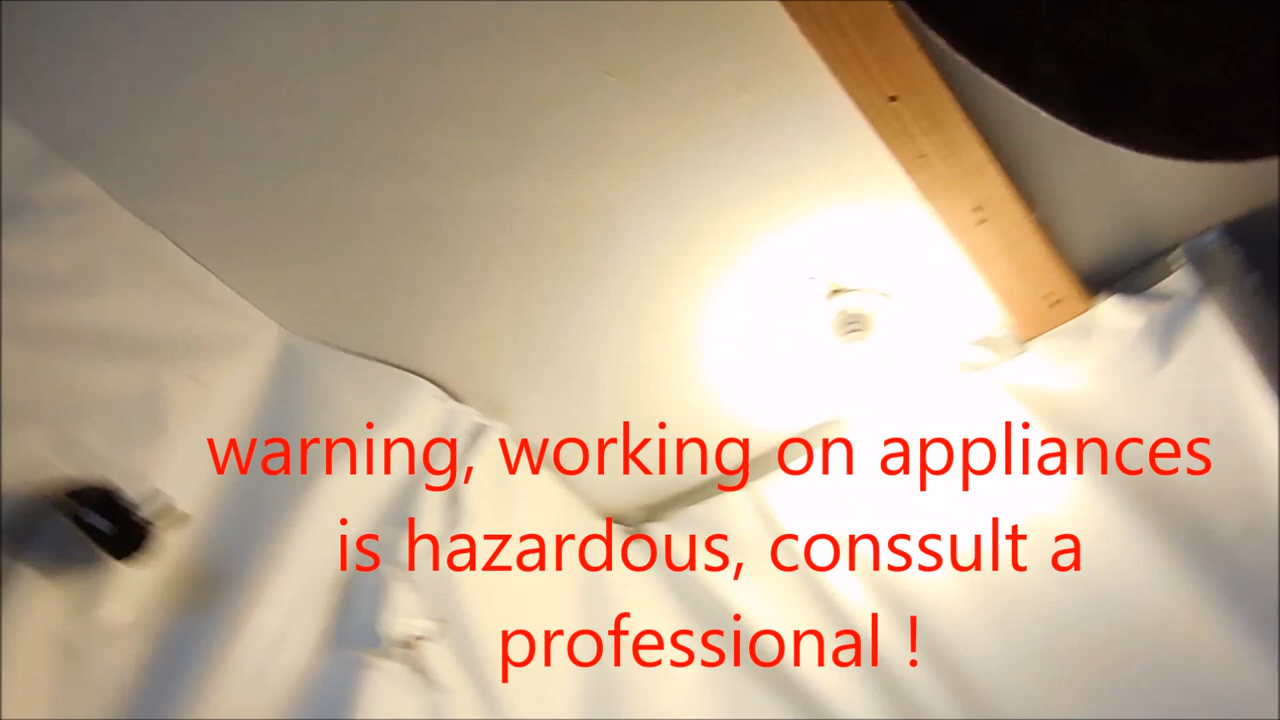 warning, working on appliances
is hazardous, conssult a
professional !